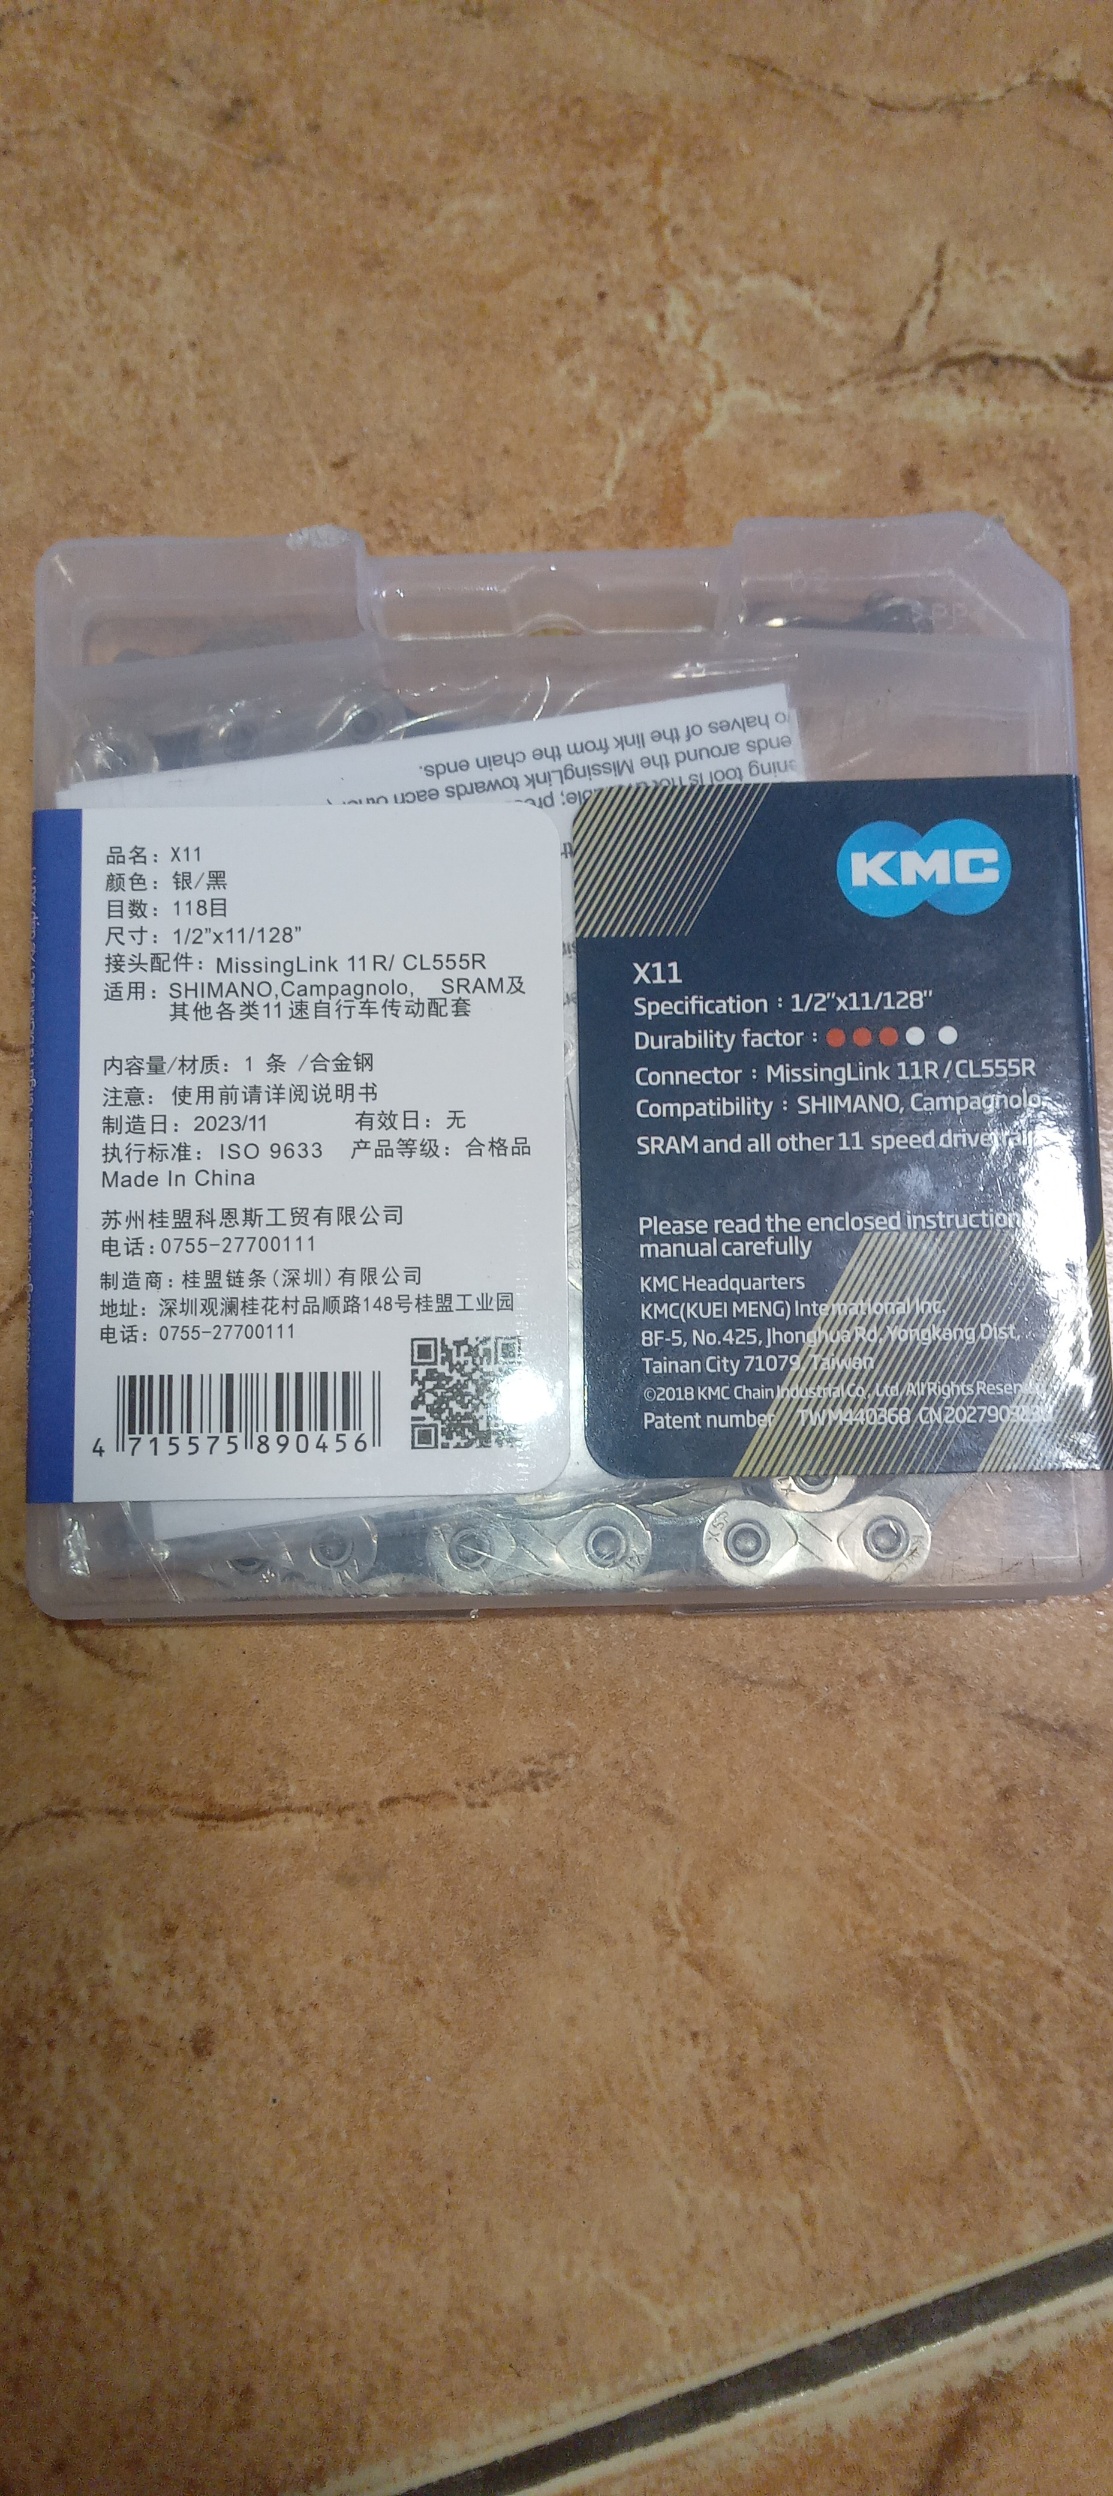 /o halves of the link from the chain ends.
ends around the MissingLink towards each
tool is
品名：X11
颜色：银/黑
目数：118目
尺寸：1/2"x11/128"
接头配件：MissingLink 11R/ CL555R
适用：SHIMANO,Campagnolo, SRAM及
其他各类11速自行车传动配套
内容量/材质：1 条 /合金钢
注意：使用前请详阅说明书
制造日：2023/11 有效日：无
执行标准：ISO 9633 产品等级：合格品
Made In China
苏州桂盟科恩斯工贸有限公司
电话:0755-27700111
制造商:桂盟链条(深圳)有限公司
地址：深圳观澜桂花村品顺路148号桂盟工业园
电话：0755-27700111
4 715575 890456
KMC
X11
Specification : 1/2"x11/128"
Durability factor :
Connector : MissingLink 11R/CL555R
Compatibility : SHIMANO, Campagnolo,
SRAM and all other 11 speed drivetrain
Please read the enclosed instruction
manual carefully
KMC Headquarters
KMC(KUEI MENG) International Inc.
8F-5, No.425, Jhonghua Rd, Yongkang Dist,
Tainan City 71079, Taiwan
©2018 KMC Chain Industrial Co., Ltd. All Rights
Patent number TWM440368